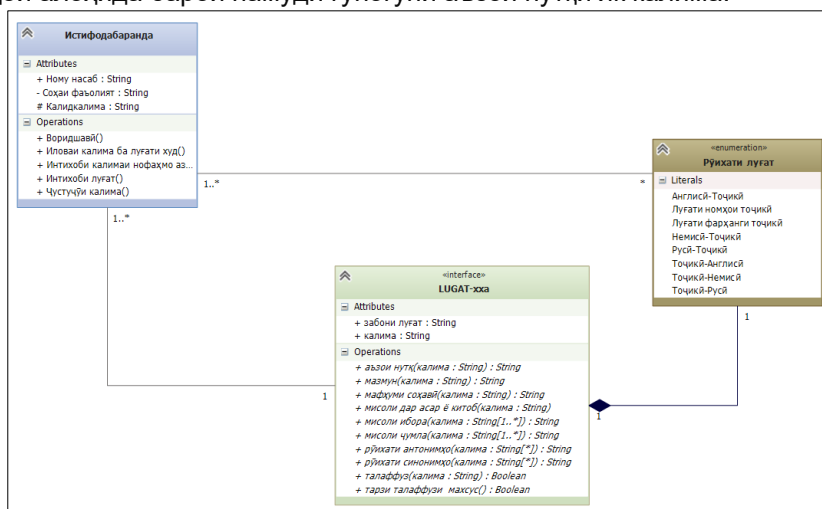 Истифодабаранда
Attributes
+ Ному насаб : String
- Соҳаи фаъолият : String
# Калидкалима : String
Operations
+ Воридшавӣ()
+ Иловаи калима ба луғати худ()
+ Интихоби калимаи нофаҳмо аз...
+ Интихоби луғат()
+ Ҷустуҷӯи калима()
1..*
*
1..*
«enumeration»
Рӯйхати луғат
Literals
Англисӣ-Тоҷикӣ
Луғати номҳои тоҷикӣ
Луғати фарҳанги тоҷикӣ
Немисӣ-Тоҷикӣ
Русӣ-Тоҷикӣ
Тоҷикӣ-Англисӣ
Тоҷикӣ-Немисӣ
Тоҷикӣ-Русӣ
1
«interface»
LUGAT-xxa
Attributes
+ забони луғат : String
+ калима : String
Operations
+ аъзои нутқ(калима : String) : String
+ мазмун(калима : String) : String
+ мафҳуми соҳавӣ(калима : String) : String
+ мисоли дар асар ё китоб(калима : String)
+ мисоли ибора(калима : String[1..*]) : String
+ мисоли ҷумла(калима : String[1..*]) : String
+ рӯйхати антонимҳо(калима : String[*]) : String
+ рӯйхати синонимҳо(калима : String[*]) : String
+ талаффуз(калима : String) : Boolean
+ тарзи талаффузи махсус() : Boolean
1
1